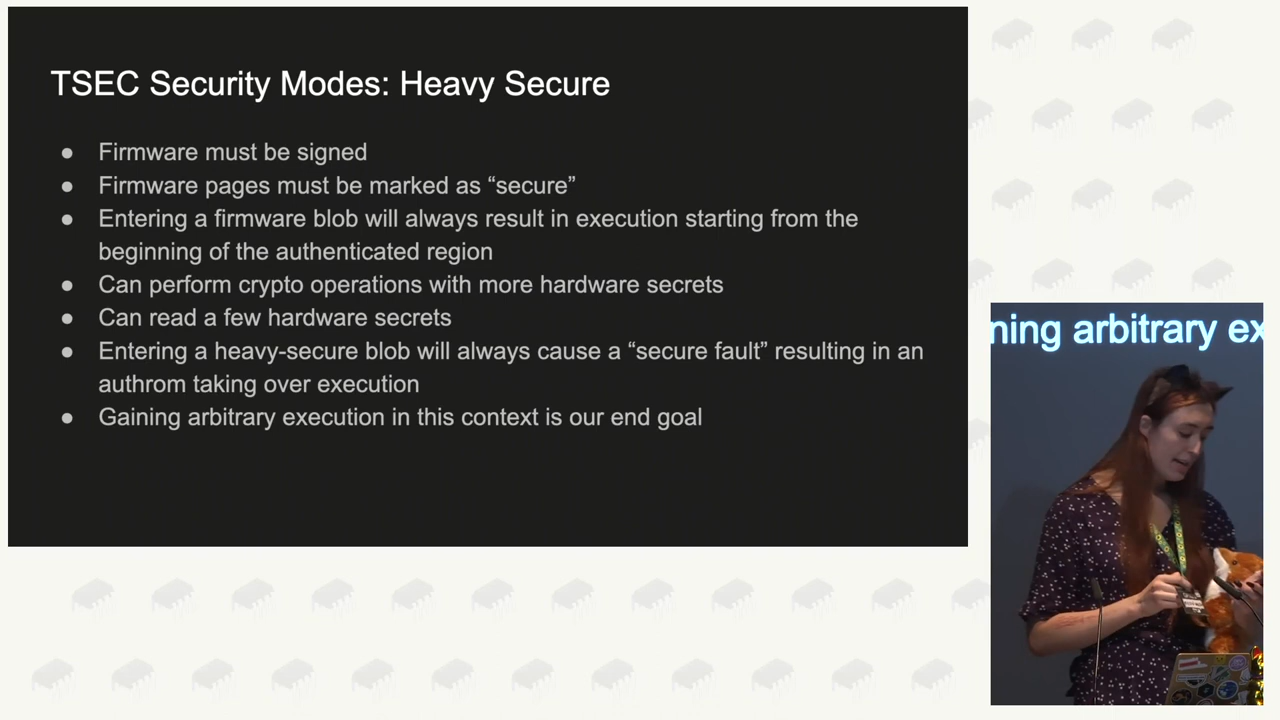 TSEC Security Modes: Heavy Secure
● Firmware must be signed
● Firmware pages must be marked as “secure”
● Entering a firmware blob will always result in execution starting from the
beginning of the authenticated region
● Can perform crypto operations with more hardware secrets
● Can read a few hardware secrets
● Entering a heavy-secure blob will always cause a “secure fault” resulting in an
authrom taking over execution
● Gaining arbitrary execution in this context is our end goal
ning arbitrary ex